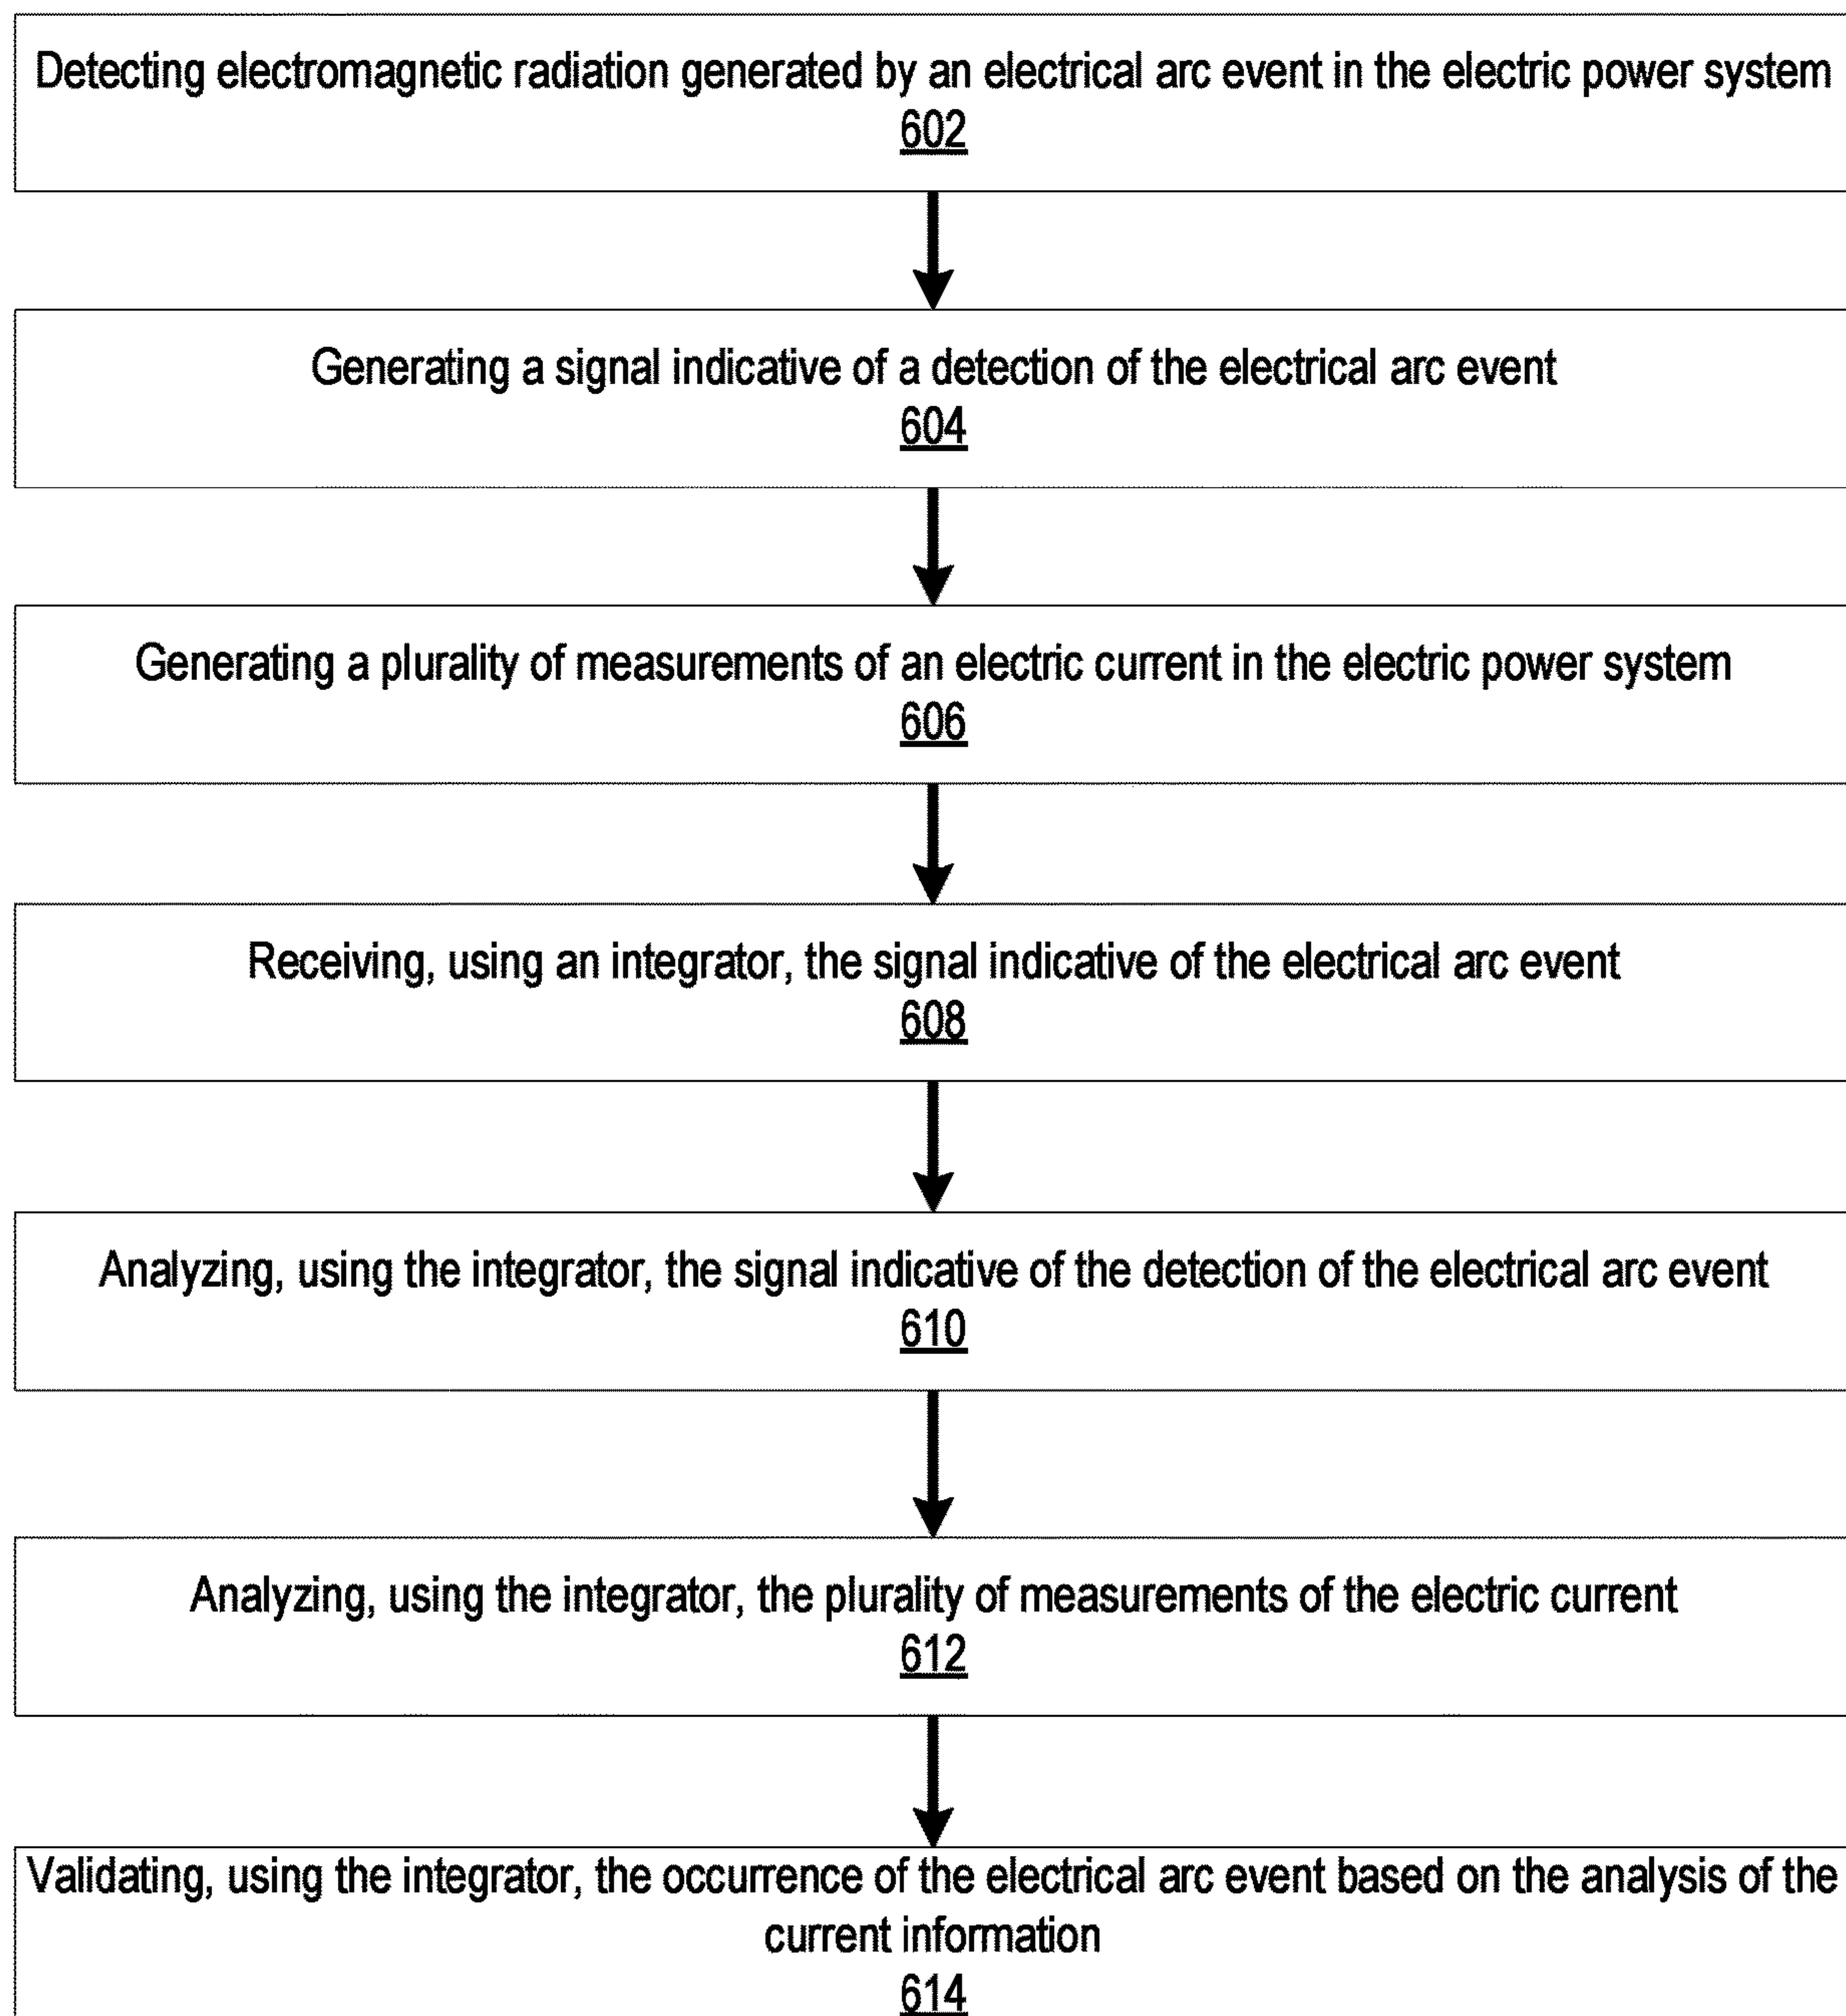 Detecting electromagnetic radiation generated by an electrical arc event in the electric power system
602
Generating a signal indicative of a detection of the electrical arc event
604
Generating a plurality of measurements of an electric current in the electric power system
606
Receiving, using an integrator, the signal indicative of the electrical arc event
608
Analyzing, using the integrator, the signal indicative of the detection of the electrical arc event
610
Analyzing, using the integrator, the plurality of measurements of the electric current
612
Validating, using the integrator, the occurrence of the electrical arc event based on the analysis of the
current information
614